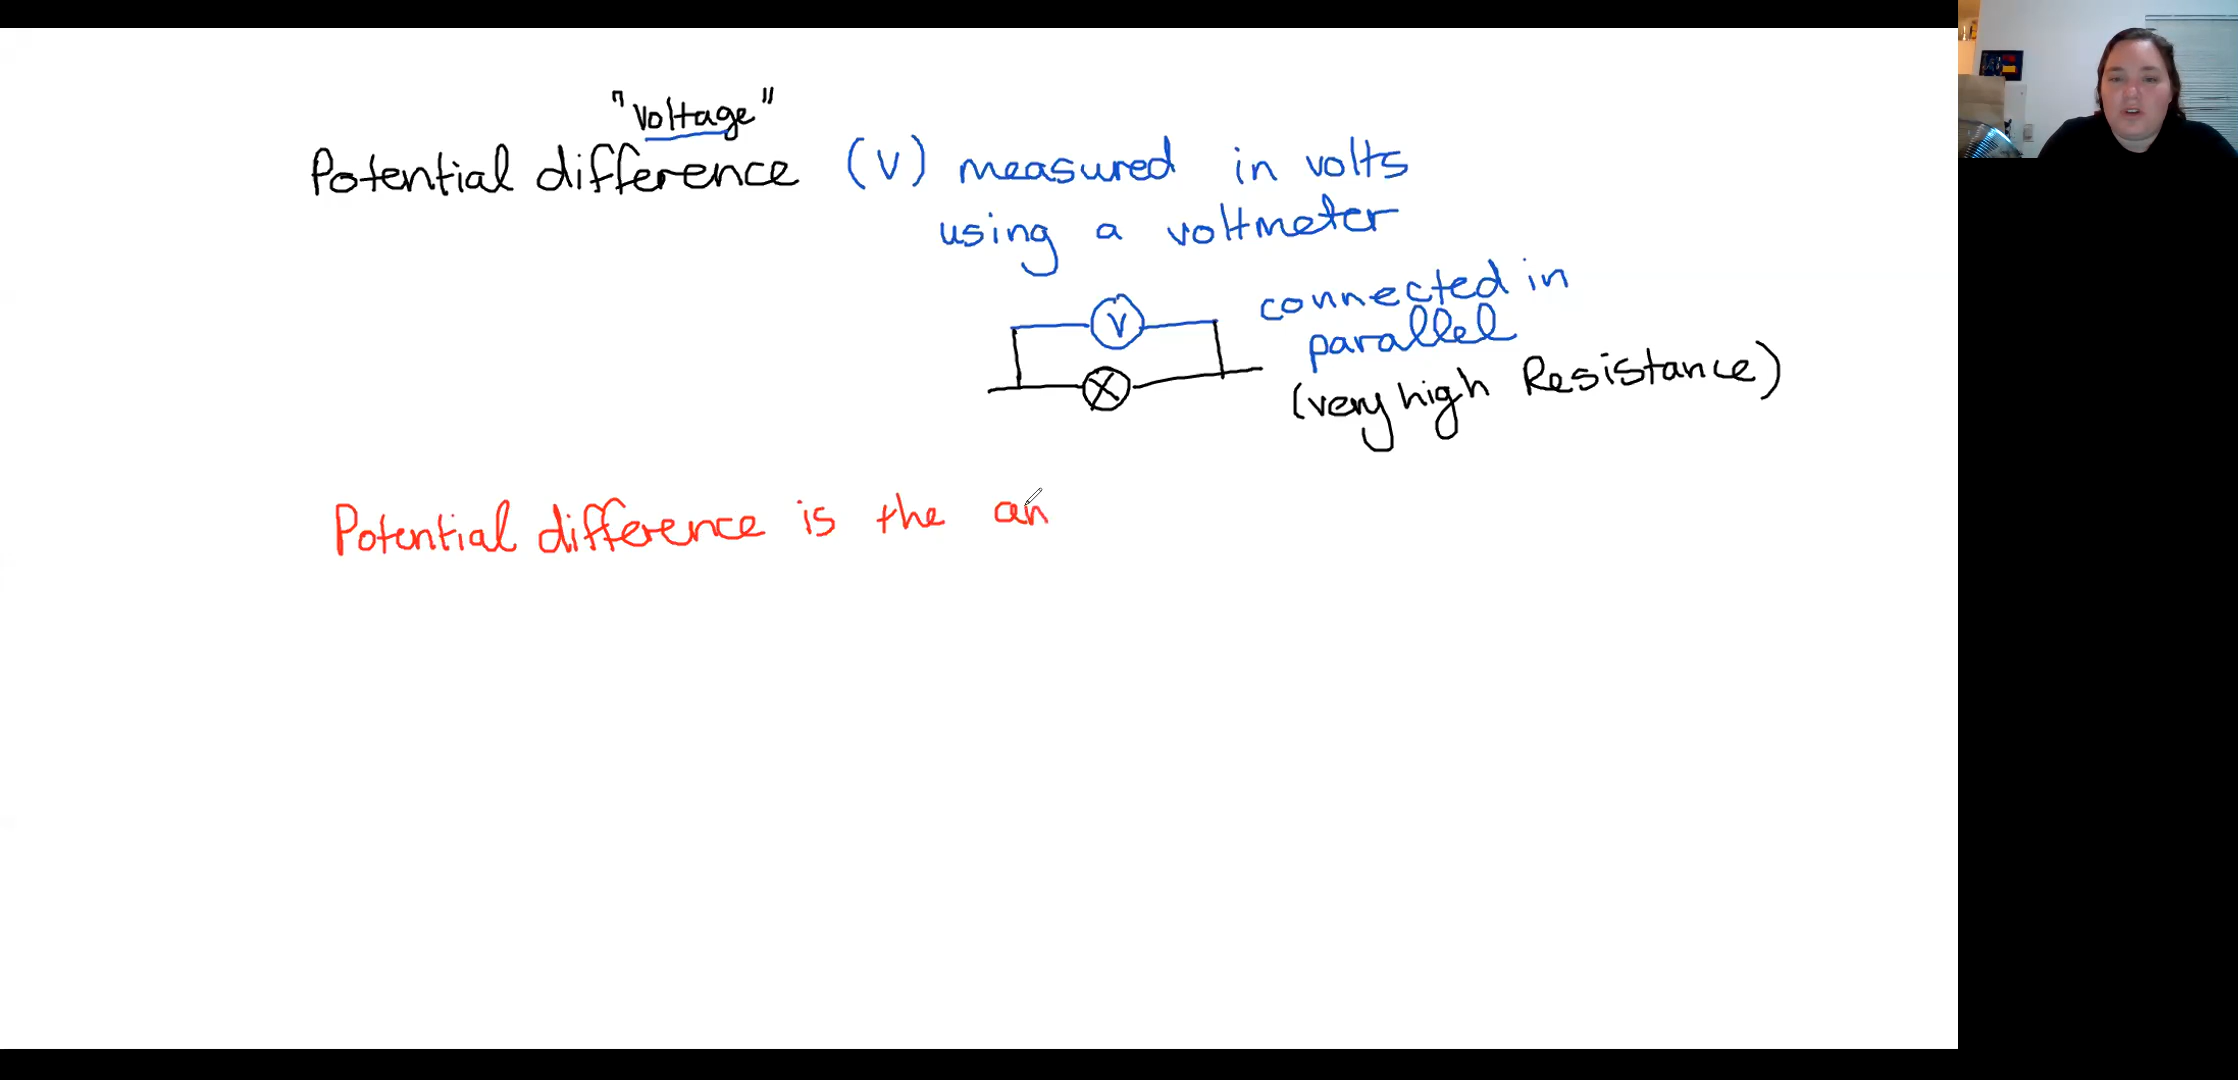 "Voltage"
Potential difference (V) measured in volts
using a voltmeter
connected in
parallel
V
(very high Resistance)
Potential difference is the an